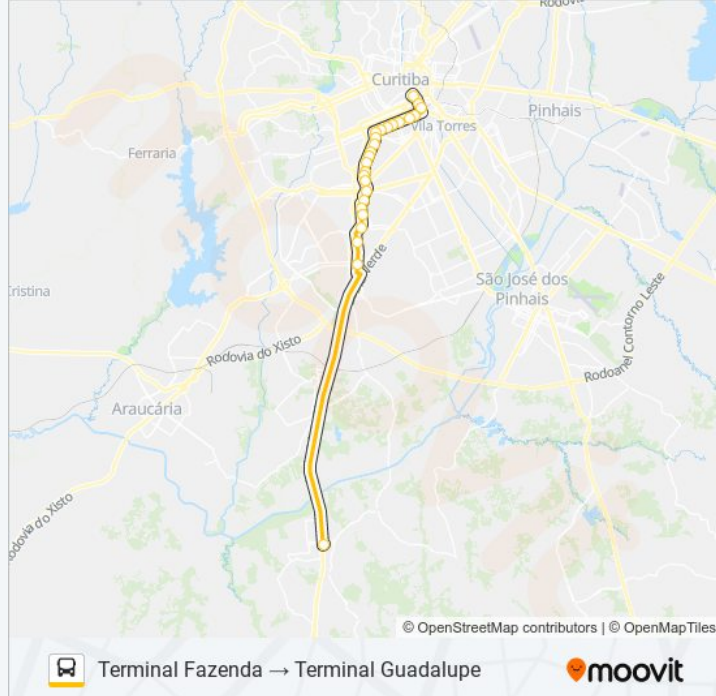 Rodovi
Curitiba
Pinhais
Vila Torres
Ferraria
Verde
São José dos
Pinhais
Cristina
Rodoanel Contorno Leste
Rodovia do Xisto
Araucária
Rodovia do Xisto
© OpenStreetMap contributors | © OpenMapTiles
Terminal Fazenda → Terminal Guadalupe
moovit